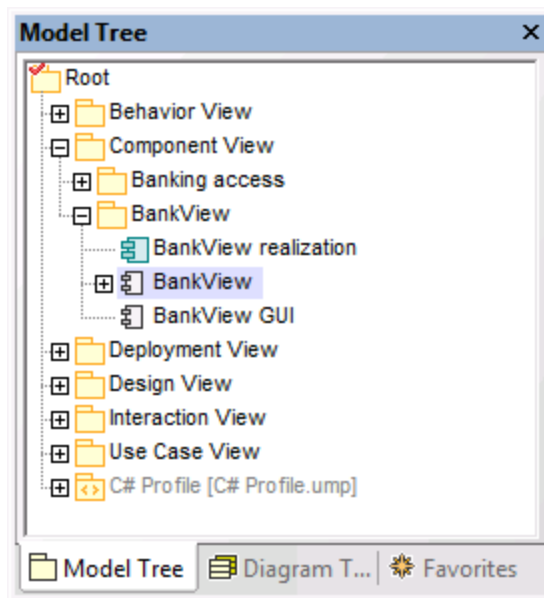 Model Tree
Root
Behavior View
Component View
Banking access
BankView
BankView realization
BankView
BankView GUI
Deployment View
Design View
Interaction View
Use Case View
C# Profile [C# Profile.ump]
Model Tree Diagram T... Favorites